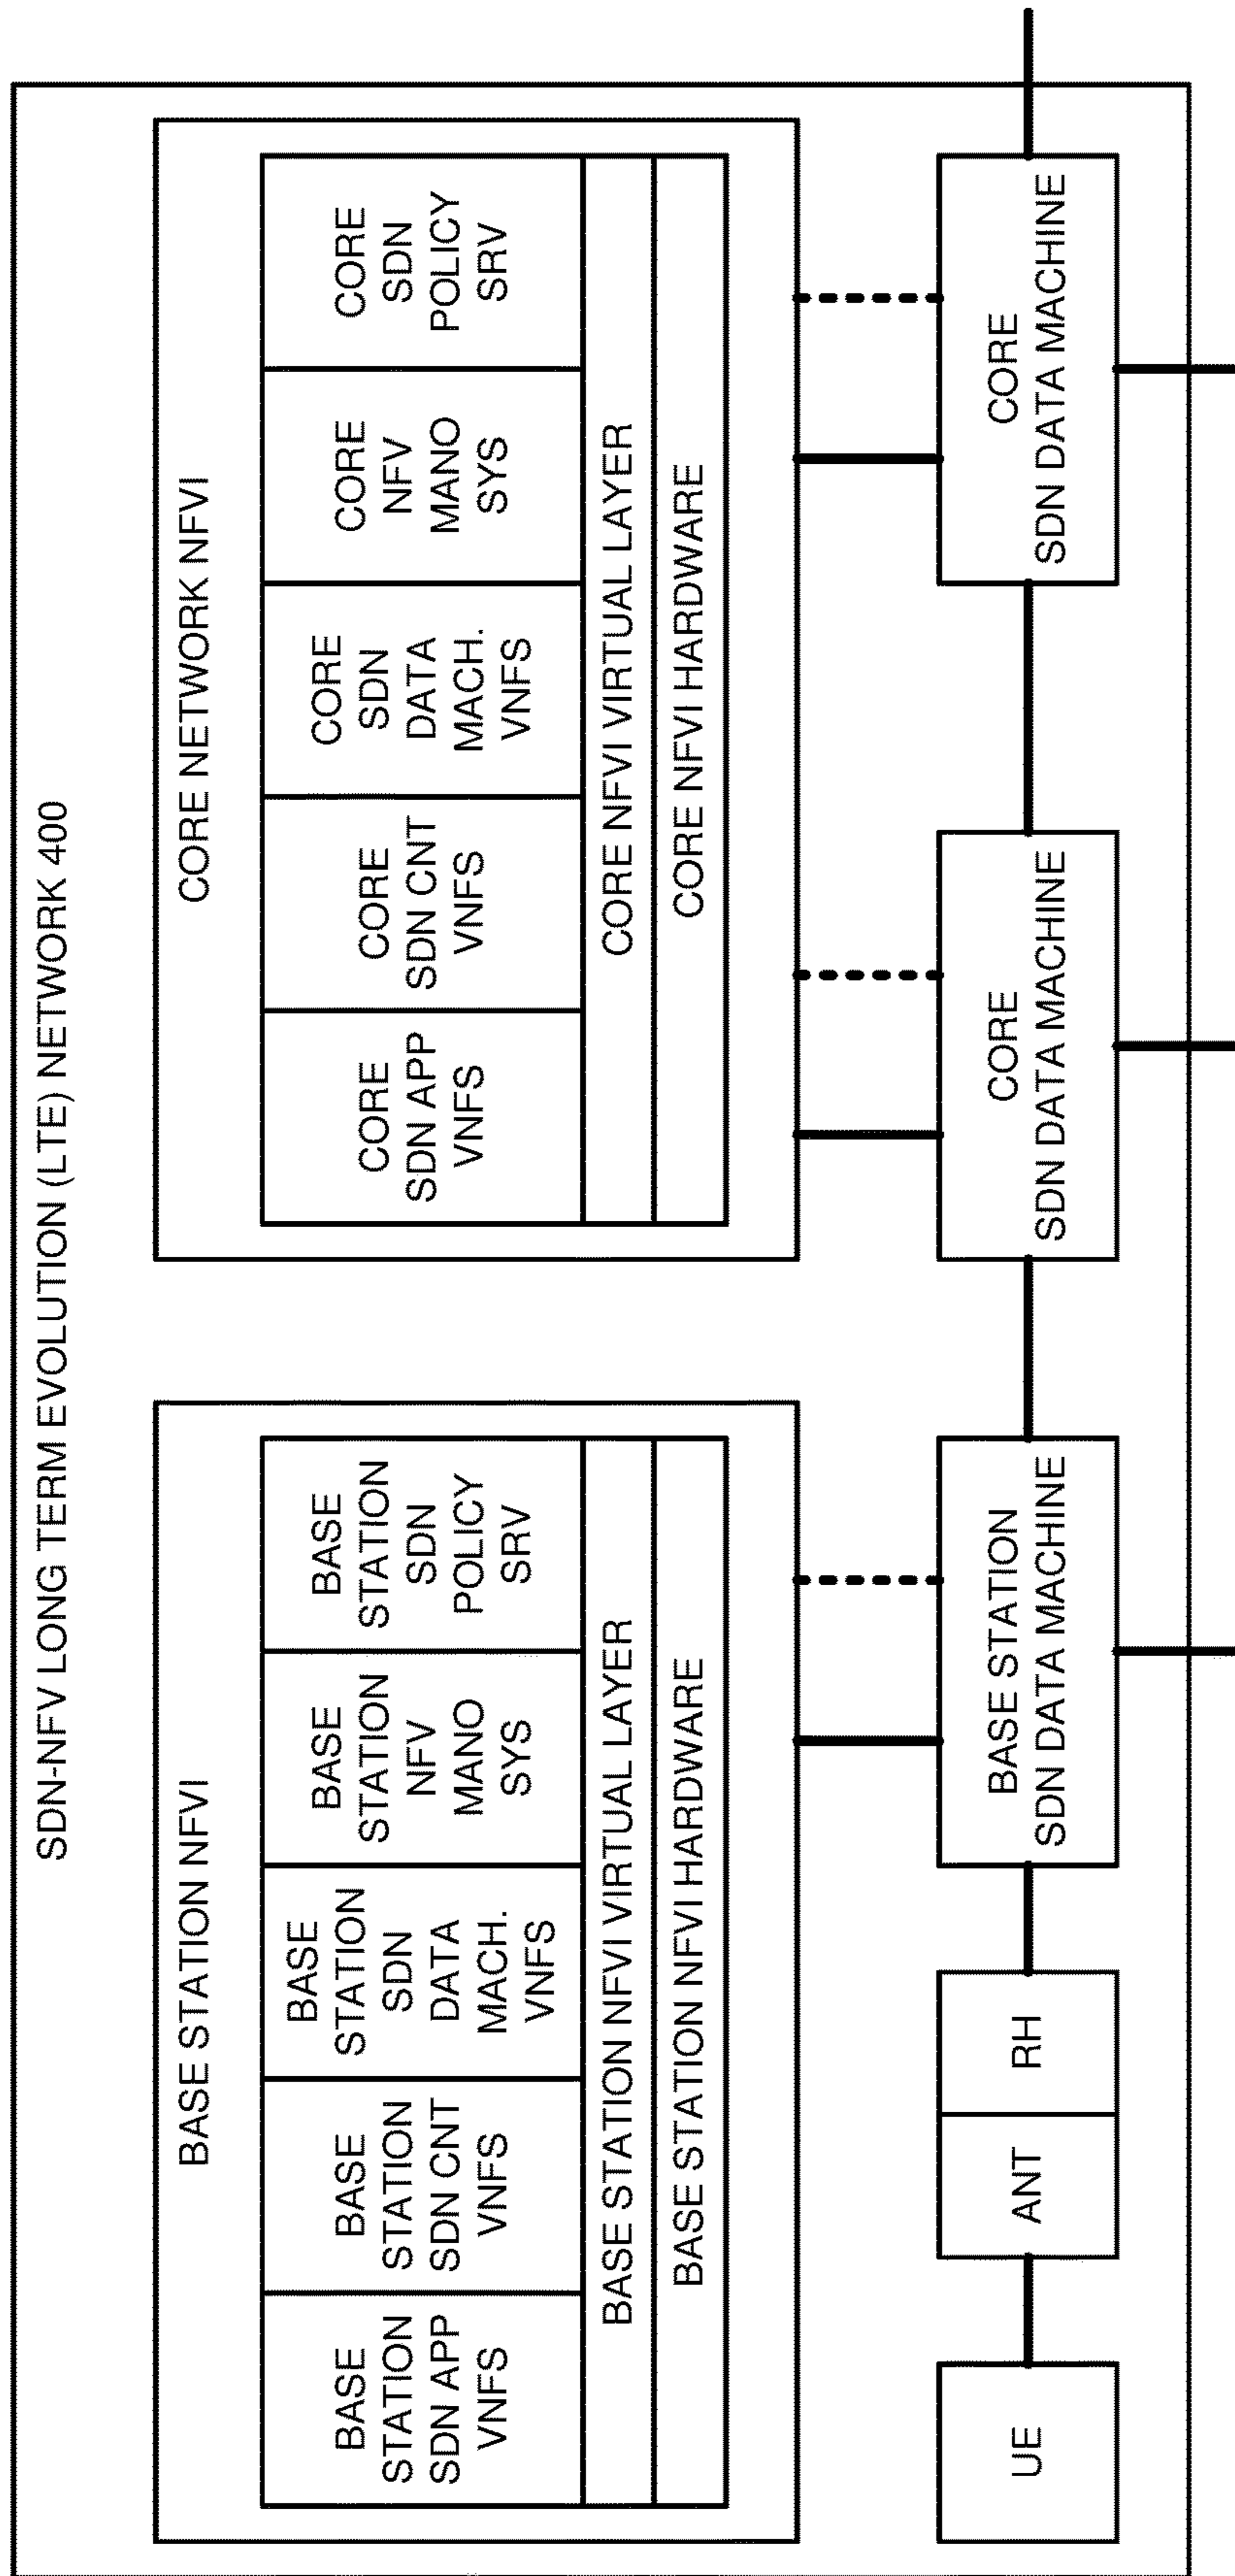 SDN-NFV LONG TERM EVOLUTION (LTE) NETWORK 400
BASE STATION NFVI
BASE
STATION
SDN APP
VNFS
BASE
STATION
SDN CNT
VNFS
BASE
STATION
SDN
DATA
MACH.
VNFS
BASE
STATION
NFV
MANO
SYS
BASE
STATION
SDN
POLICY
SRV
BASE STATION NFVI VIRTUAL LAYER
BASE STATION NFVI HARDWARE
CORE NETWORK NFVI
CORE
SDN APP
VNFS
CORE
SDN CNT
VNFS
CORE
SDN
DATA
MACH.
VNFS
CORE
NFV
MANO
SYS
CORE
SDN
POLICY
SRV
CORE NFVI VIRTUAL LAYER
CORE NFVI HARDWARE
UE
ANT
RH
BASE STATION
SDN DATA MACHINE
CORE
SDN DATA MACHINE
CORE
SDN DATA MACHINE